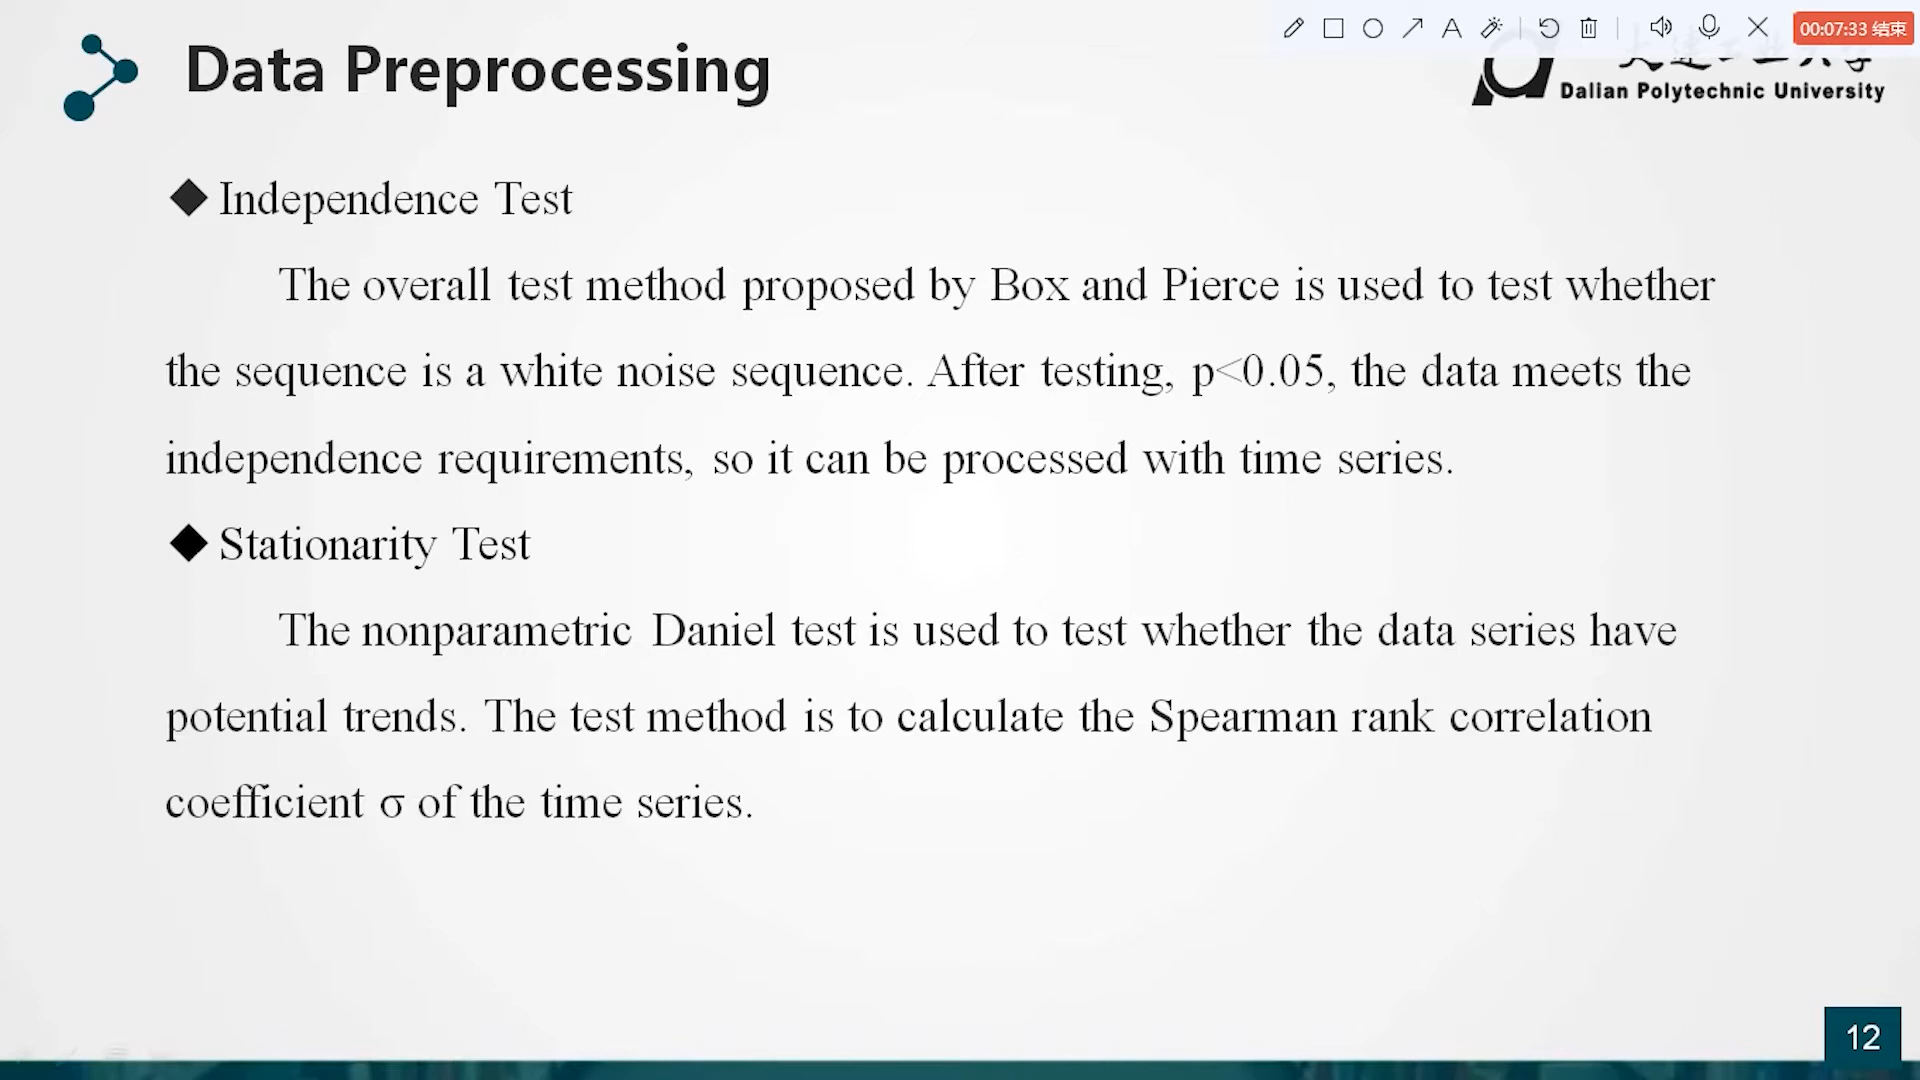 00:07:33 结束
Data Preprocessing
Dalian Polytechnic University
◆ Independence Test
The overall test method proposed by Box and Pierce is used to test whether
the sequence is a white noise sequence. After testing, p<0.05, the data meets the
independence requirements, so it can be processed with time series.
◆ Stationarity Test
The nonparametric Daniel test is used to test whether the data series have
potential trends. The test method is to calculate the Spearman rank correlation
coefficient σ of the time series.
12